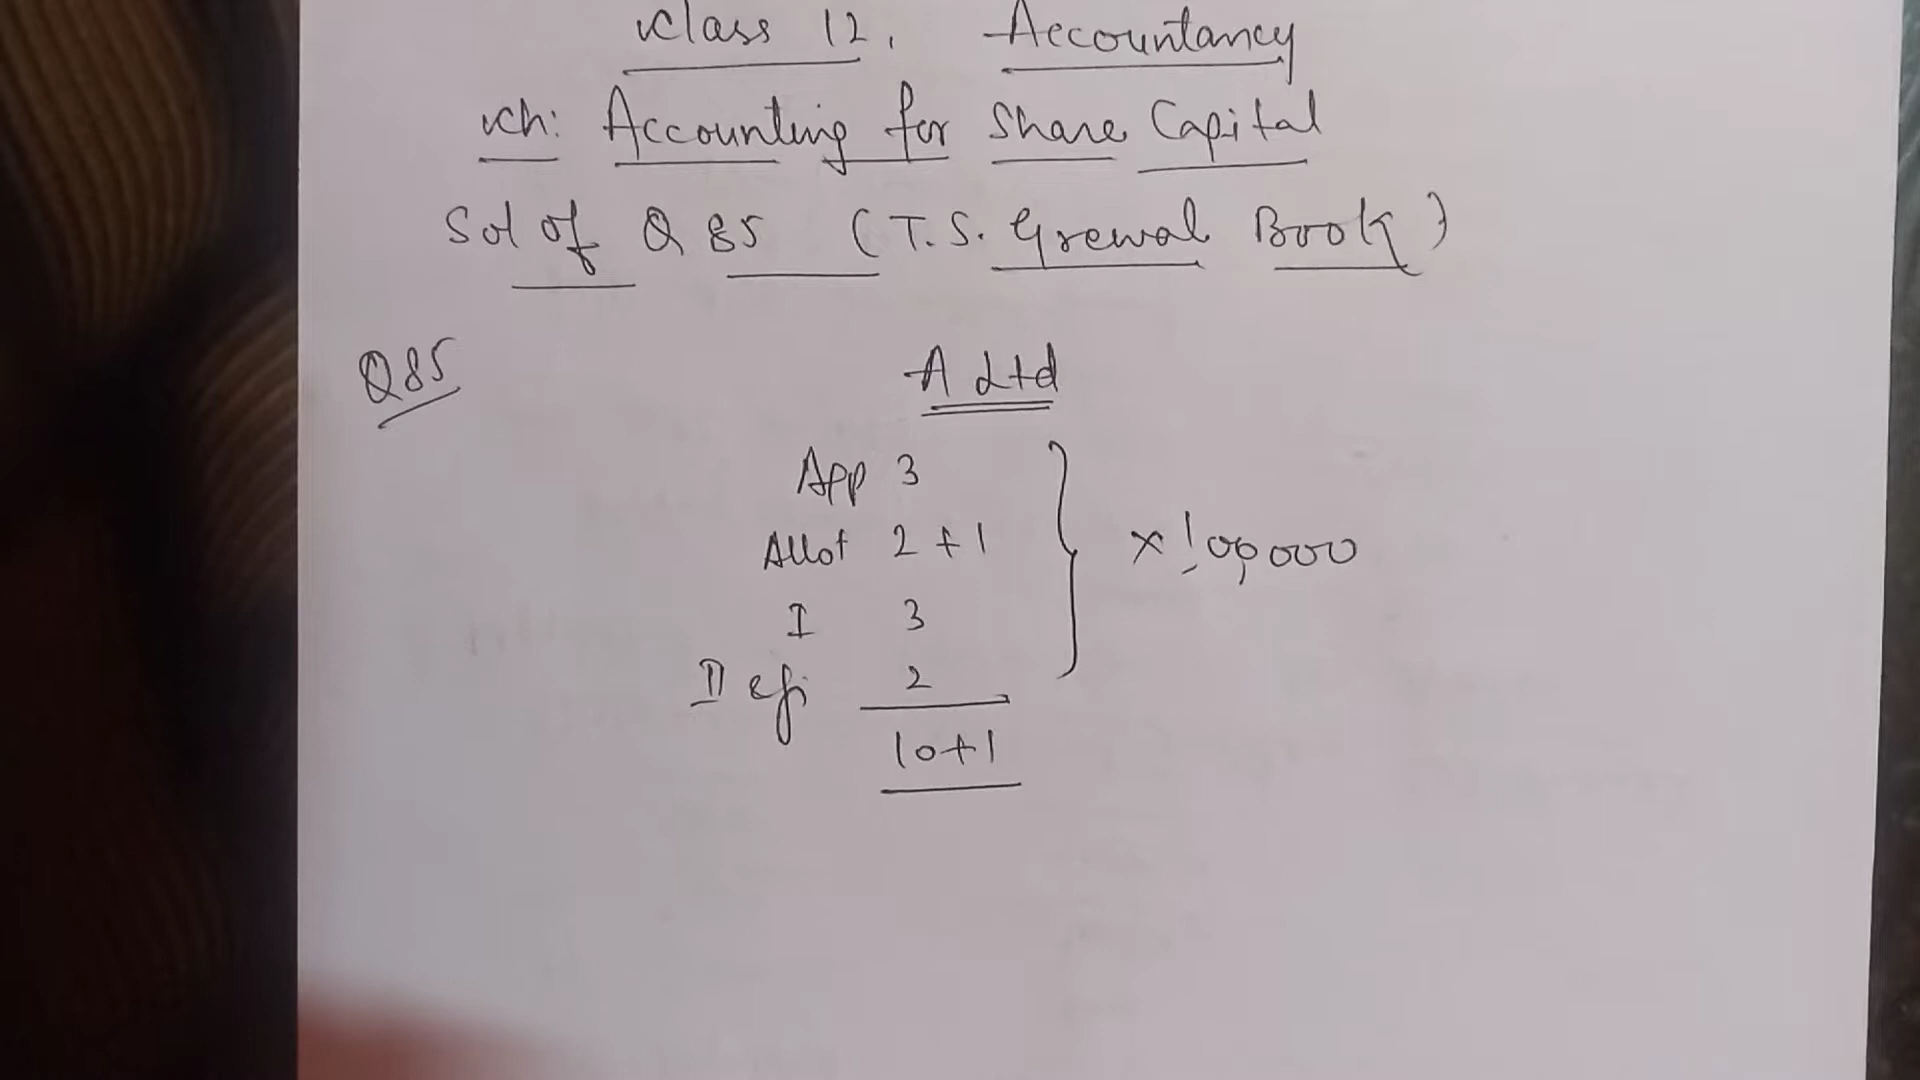 Class 12, Accountancy
Ch: Accounting for Share Capital
Sol of Q 85 (T.S. Grewal Book)
Q85
A Ltd
App 3
Allot 2 + 1
× 1,00,000
I 3
II 2
10+1